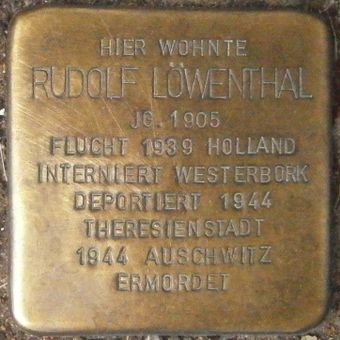 HIER WOHNTE
RUDOLF LÖWENTHAL
JG. 1905
FLUCHT 1939 HOLLAND
INTERNIERT WESTERBORK
DEPORTIERT 1944
THERESIENSTADT
1944 AUSCHWITZ
ERMORDET